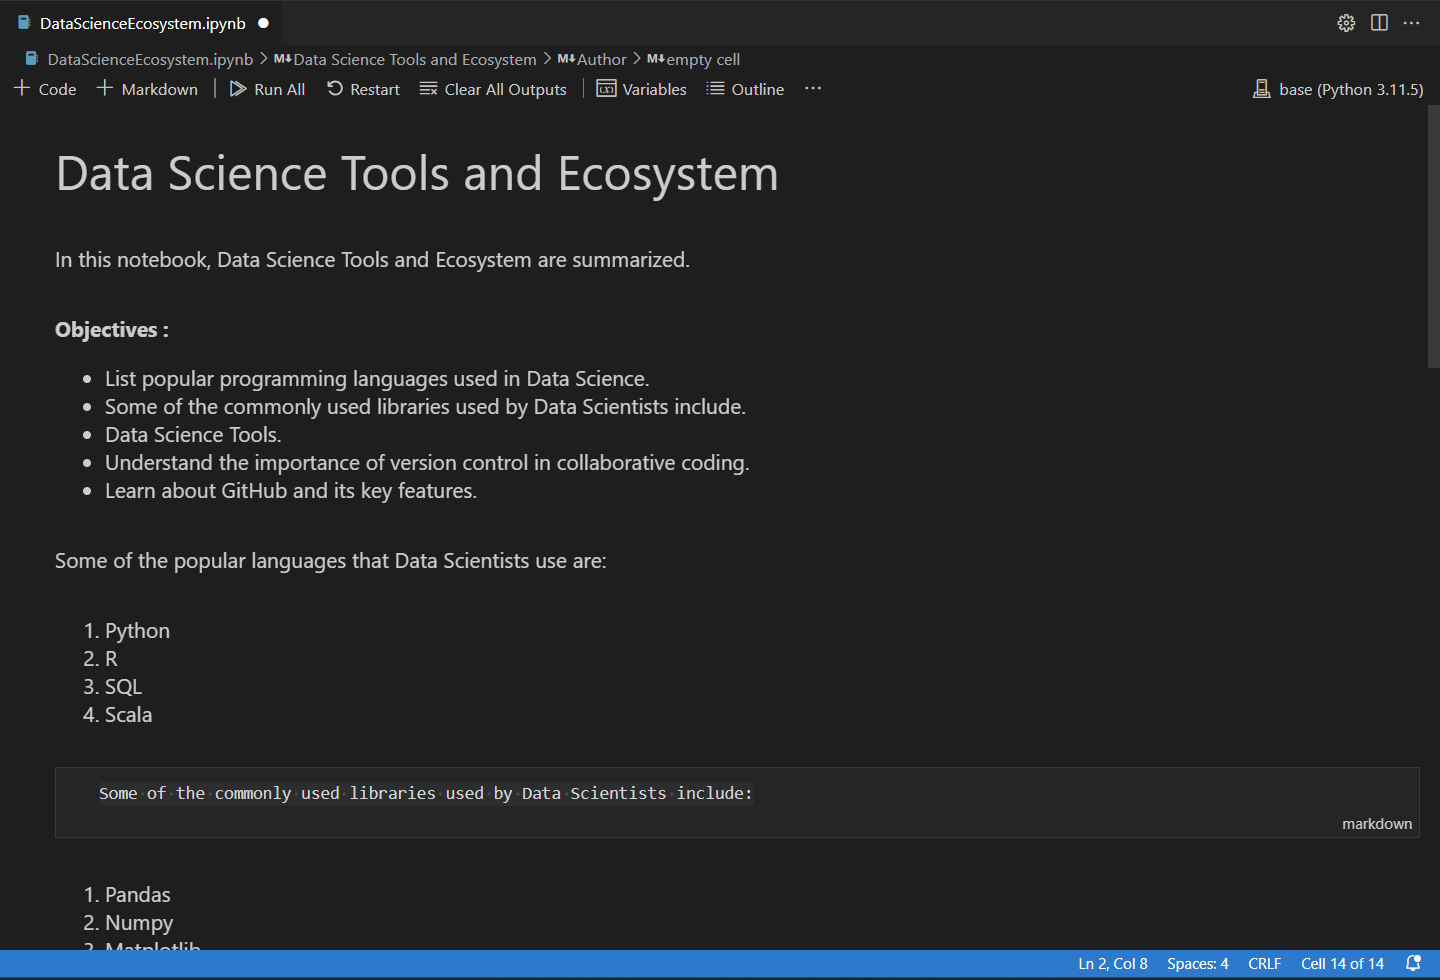 DataScienceEcosystem.ipynb
DataScienceEcosystem.ipynb > M↓Data Science Tools and Ecosystem > M↓Author > M↓empty cell
+ Code + Markdown | Run All Restart Clear All Outputs | Variables Outline ··· base (Python 3.11.5)
Data Science Tools and Ecosystem
In this notebook, Data Science Tools and Ecosystem are summarized.
Objectives :
• List popular programming languages used in Data Science.
• Some of the commonly used libraries used by Data Scientists include.
• Data Science Tools.
• Understand the importance of version control in collaborative coding.
• Learn about GitHub and its key features.
Some of the popular languages that Data Scientists use are:
1. Python
2. R
3. SQL
4. Scala
Some of the commonly used libraries used by Data Scientists include:
markdown
1. Pandas
2. Numpy
3. Matplotlib
Ln 2, Col 8 Spaces: 4 CRLF Cell 14 of 14